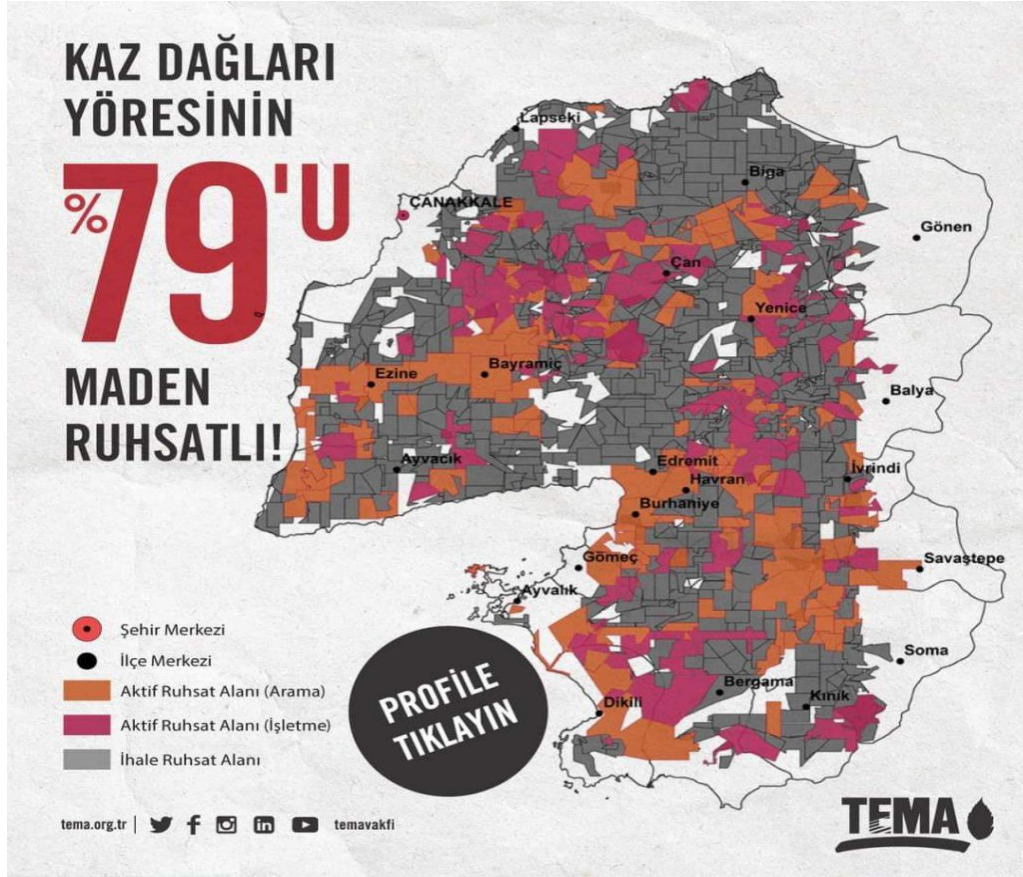 KAZ DAĞLARI
YÖRESİNİN
%79'U
MADEN
RUHSATLI!
Lapseki
Biga
ÇANAKKALE
Gönen
Çan
Yenice
Bayramiç
Ezine
Balya
Ayvacık
Edremit
İvrindi
Havran
Burhaniye
Gömeç
Savaştepe
Ayvalık
Soma
Bergama
Kınık
Dikili
Şehir Merkezi
İlçe Merkezi
Aktif Ruhsat Alanı (Arama)
Aktif Ruhsat Alanı (İşletme)
İhale Ruhsat Alanı
PROFİLE
TIKLAYIN
tema.org.tr | temavakfi
TEMA